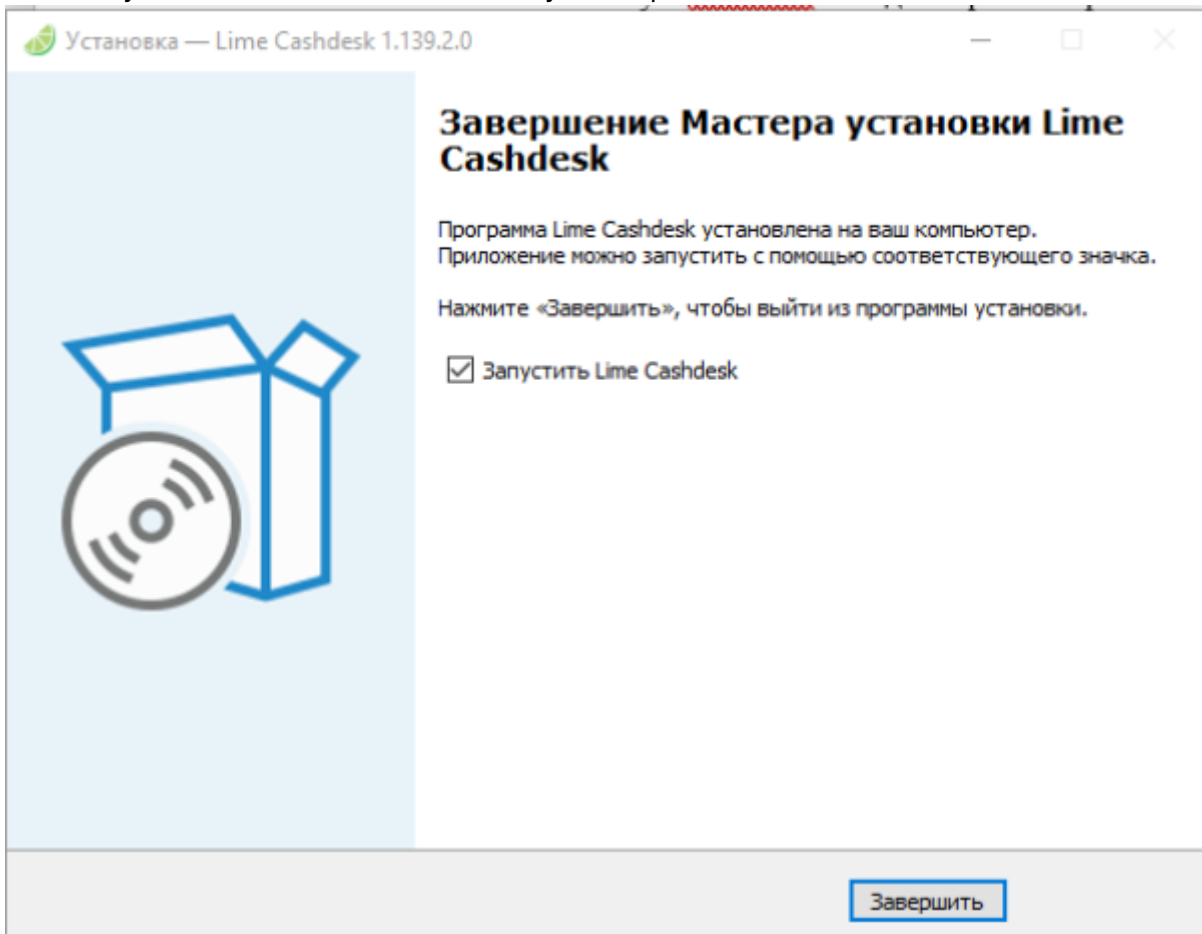 Установка — Lime Cashdesk 1.139.2.0
Завершение Мастера установки Lime
Cashdesk
Программа Lime Cashdesk установлена на ваш компьютер.
Приложение можно запустить с помощью соответствующего значка.
Нажмите «Завершить», чтобы выйти из программы установки.
Запустить Lime Cashdesk
Завершить